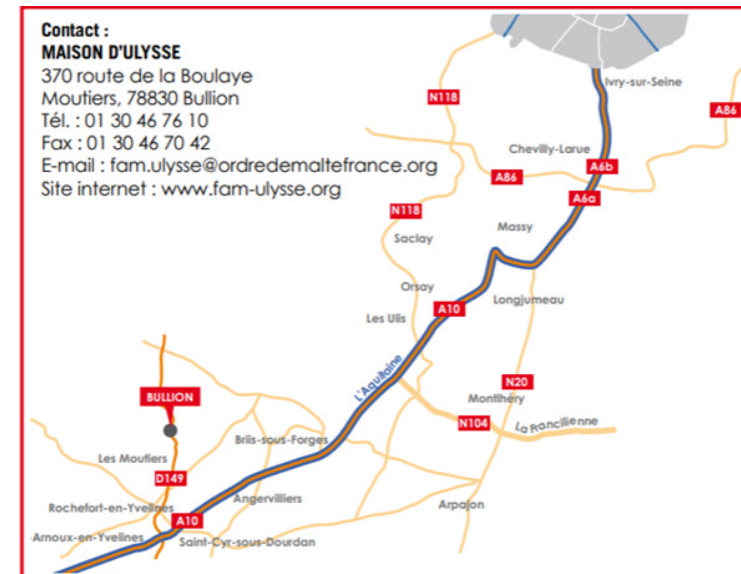 Contact :
MAISON D'ULYSSE
370 route de la Boulaye
Moutiers, 78830 Bullion
Tél. : 01 30 46 76 10
Fax : 01 30 46 70 42
E-mail : fam.ulysse@ordredemaltefrance.org
Site internet : www.fam-ulysse.org
Ivry-sur-Seine
N118
A86
Chevilly-Larue
A6b
A86
A6a
N118
Massy
Saclay
Orsay
Longjumeau
A10
Les Ulis
L'Aquitaine
N20
BULLION
Montlhéry
N104
La Francilienne
Briis-sous-Forges
Les Moutiers
D149
Angervilliers
Rochefort-en-Yvelines
Arpajon
A10
-Arnoux-en-Yvelines
Saint-Cyr-sous-Dourdan